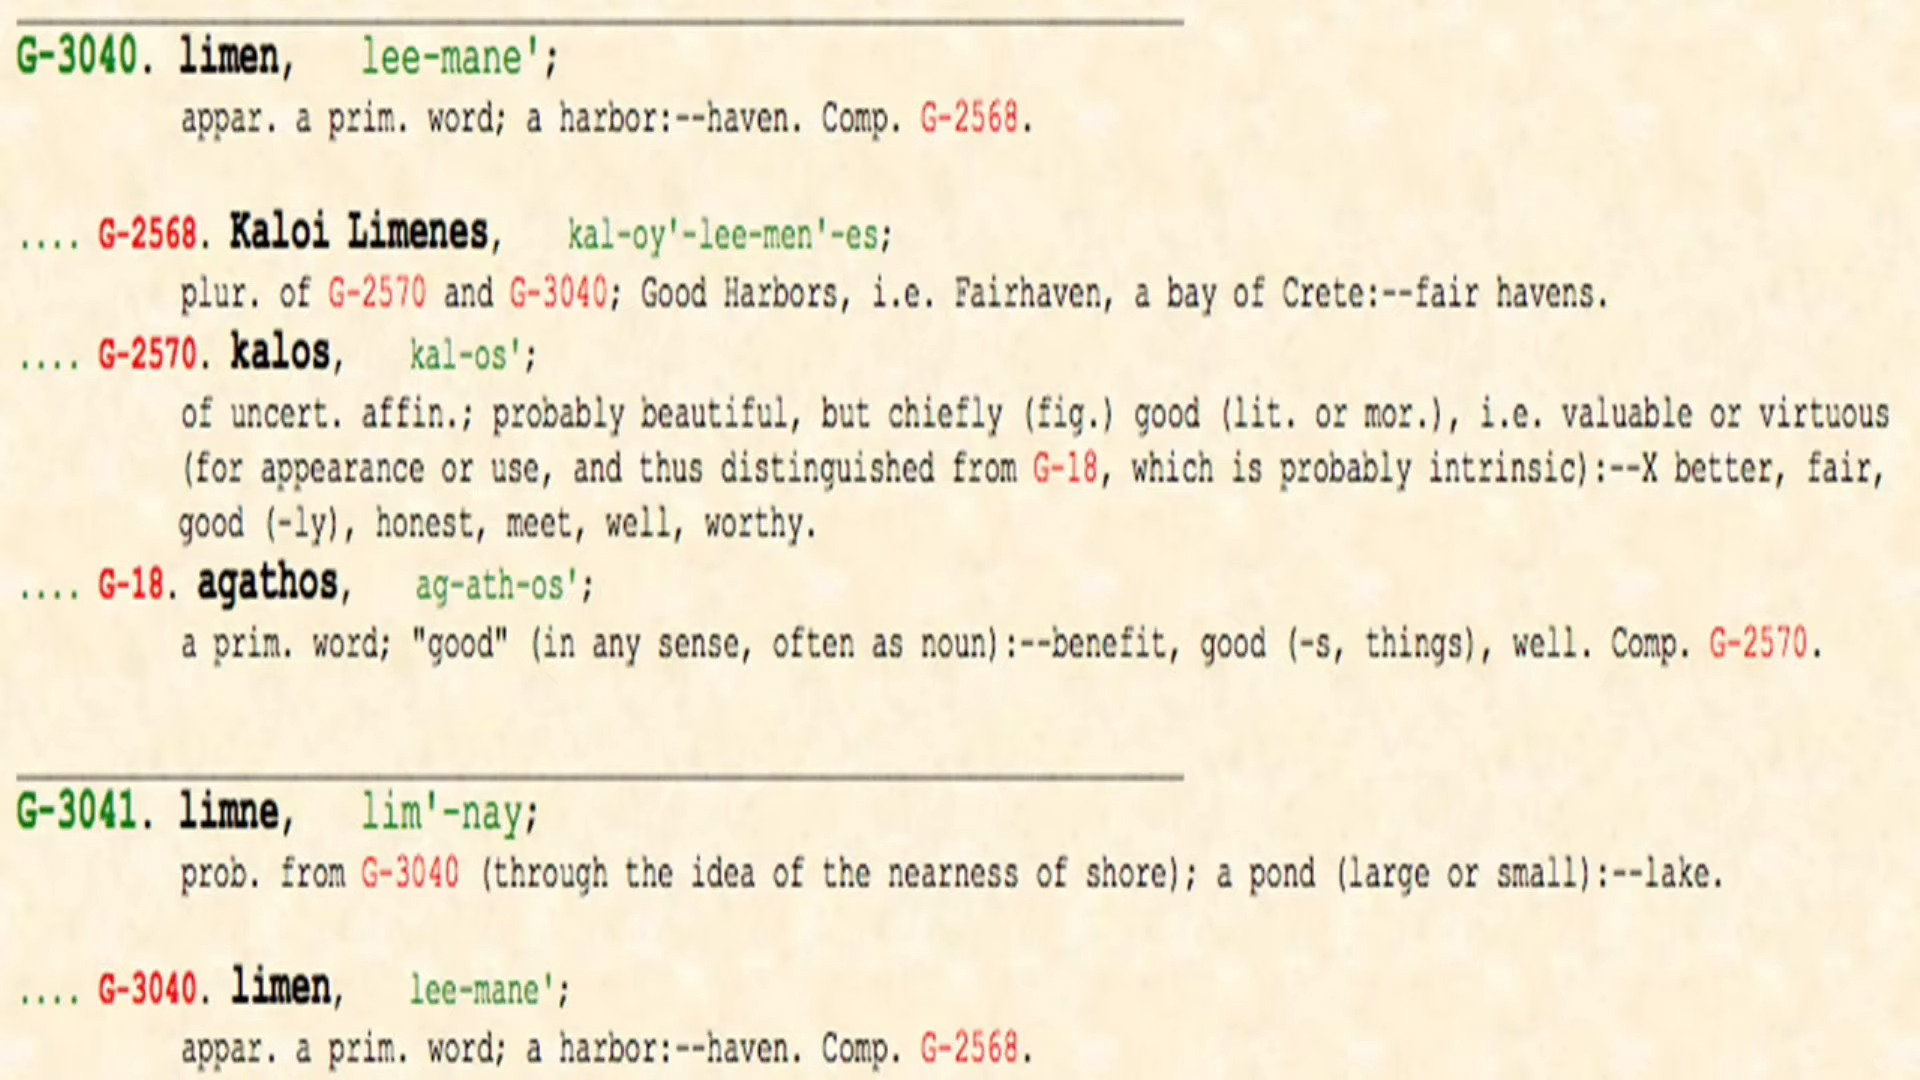 G-3040. limen, lee-mane';
appar. a prim. word; a harbor:--haven. Comp. G-2568.
.... G-2568. Kaloi Limenes, kal-oy'-lee-men'-es;
plur. of G-2570 and G-3040; Good Harbors, i.e. Fairhaven, a bay of Crete:--fair havens.
.... G-2570. kalos, kal-os';
of uncert. affin.; probably beautiful, but chiefly (fig.) good (lit. or mor.), i.e. valuable or virtuous
(for appearance or use, and thus distinguished from G-18, which is probably intrinsic):--X better, fair,
good (-ly), honest, meet, well, worthy.
.... G-18. agathos, ag-ath-os';
a prim. word; "good" (in any sense, often as noun):--benefit, good (-s, things), well. Comp. G-2570.
G-3041. limne, lim'-nay;
prob. from G-3040 (through the idea of the nearness of shore); a pond (large or small):--lake.
.... G-3040. limen, lee-mane';
appar. a prim. word; a harbor:--haven. Comp. G-2568.